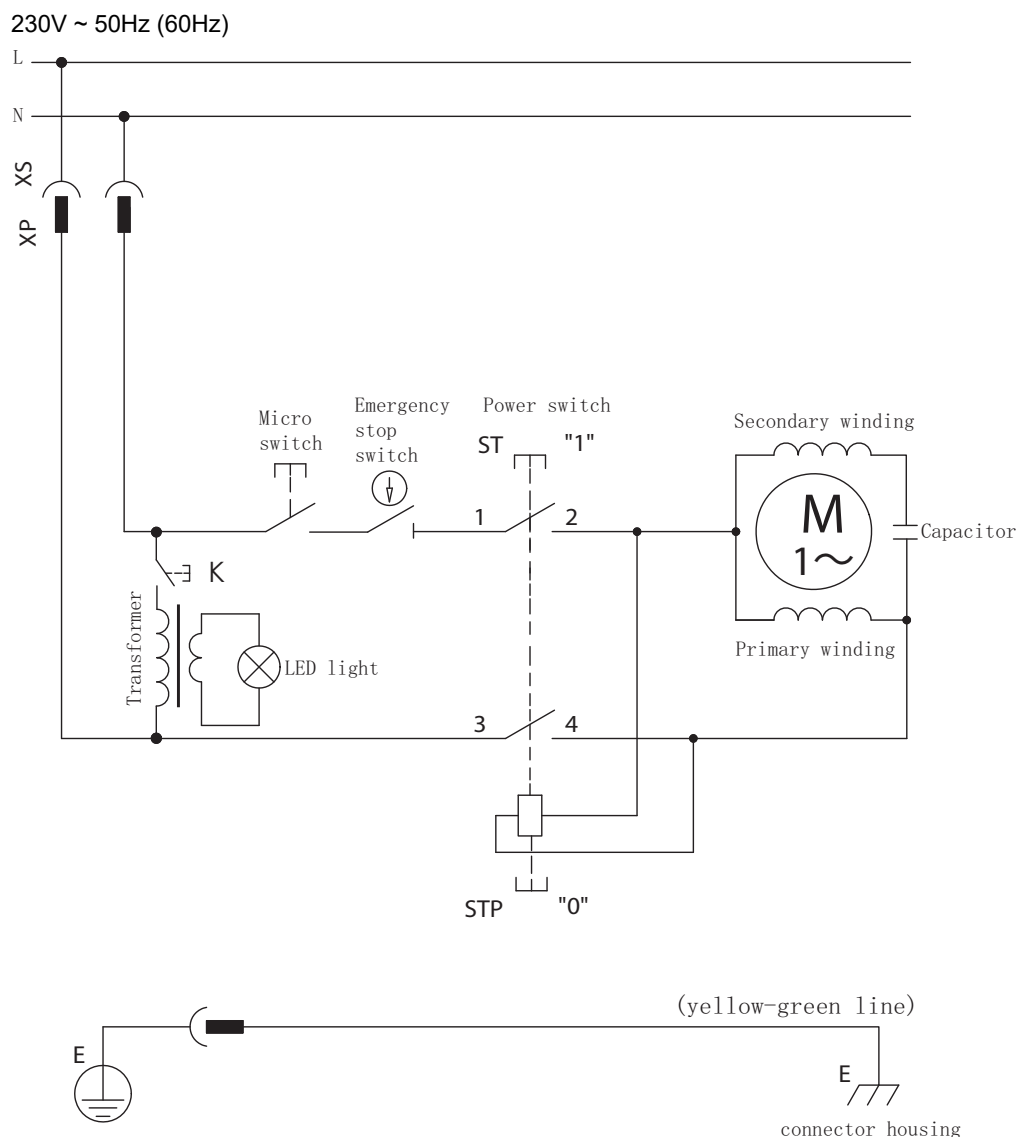 230V ~ 50Hz (60Hz)
L
N
XS
XP
Micro
switch
Emergency
stop
switch
Power switch
ST
"1"
1
2
Secondary winding
M
1~
Capacitor
Primary winding
K
Transformer
LED light
3
4
STP
"0"
(yellow-green line)
E
E
connector housing